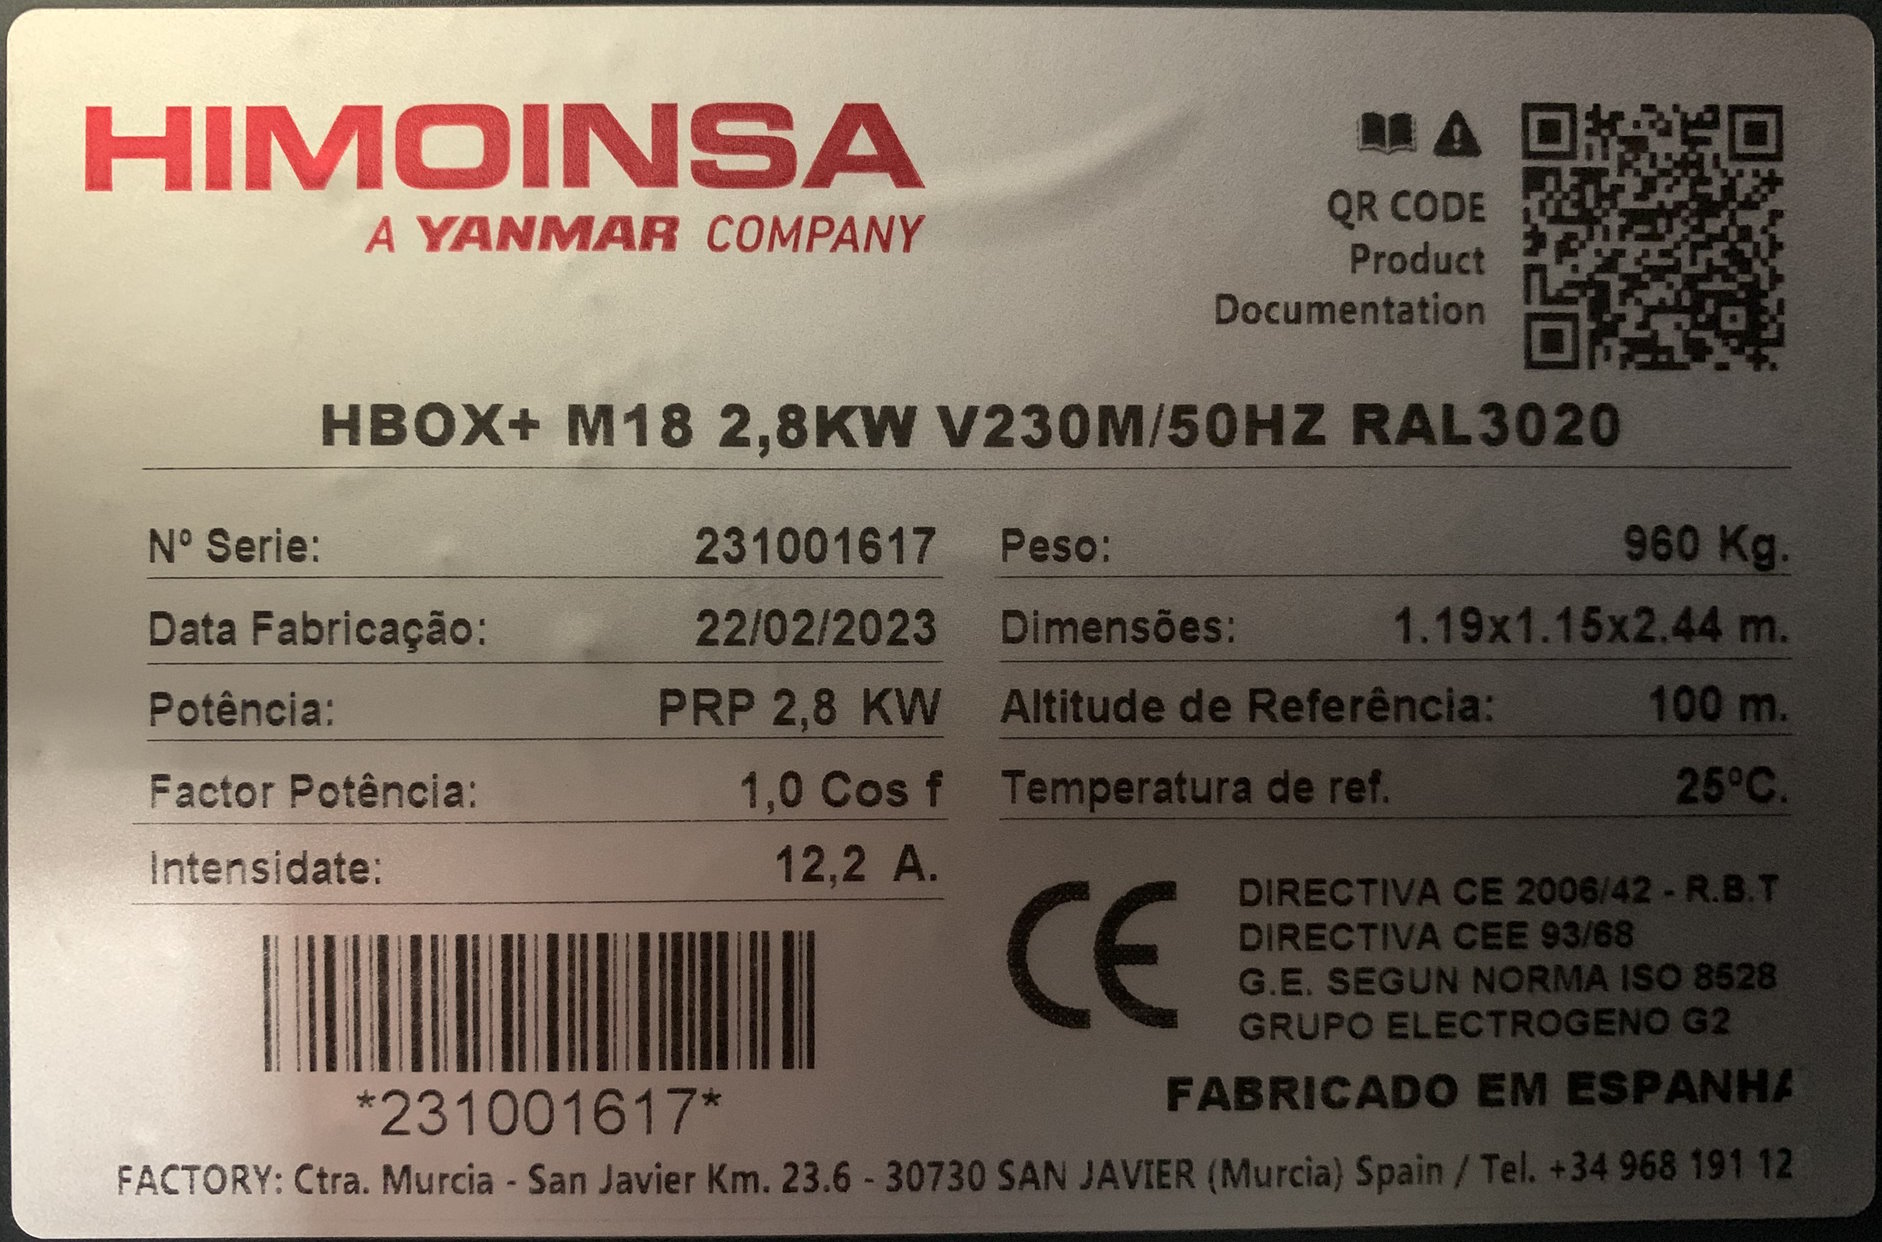 HIMOINSA
A YANMAR COMPANY
QR CODE
Product
Documentation
HBOX+ M18 2,8KW V230M/50HZ RAL3020
Nº Serie: 231001617
Peso: 960 Kg.
Data Fabricação: 22/02/2023
Dimensões: 1.19x1.15x2.44 m.
Potência: PRP 2,8 KW
Altitude de Referência: 100 m.
Factor Potência: 1,0 Cos f
Temperatura de ref. 25ºC.
Intensidate: 12,2 A.
CE
DIRECTIVA CE 2006/42 - R.B.T
DIRECTIVA CEE 93/68
G.E. SEGUN NORMA ISO 8528
GRUPO ELECTROGENO G2
*231001617*
FABRICADO EM ESPANHA
FACTORY: Ctra. Murcia - San Javier Km. 23.6 - 30730 SAN JAVIER (Murcia) Spain / Tel. +34 968 191 12